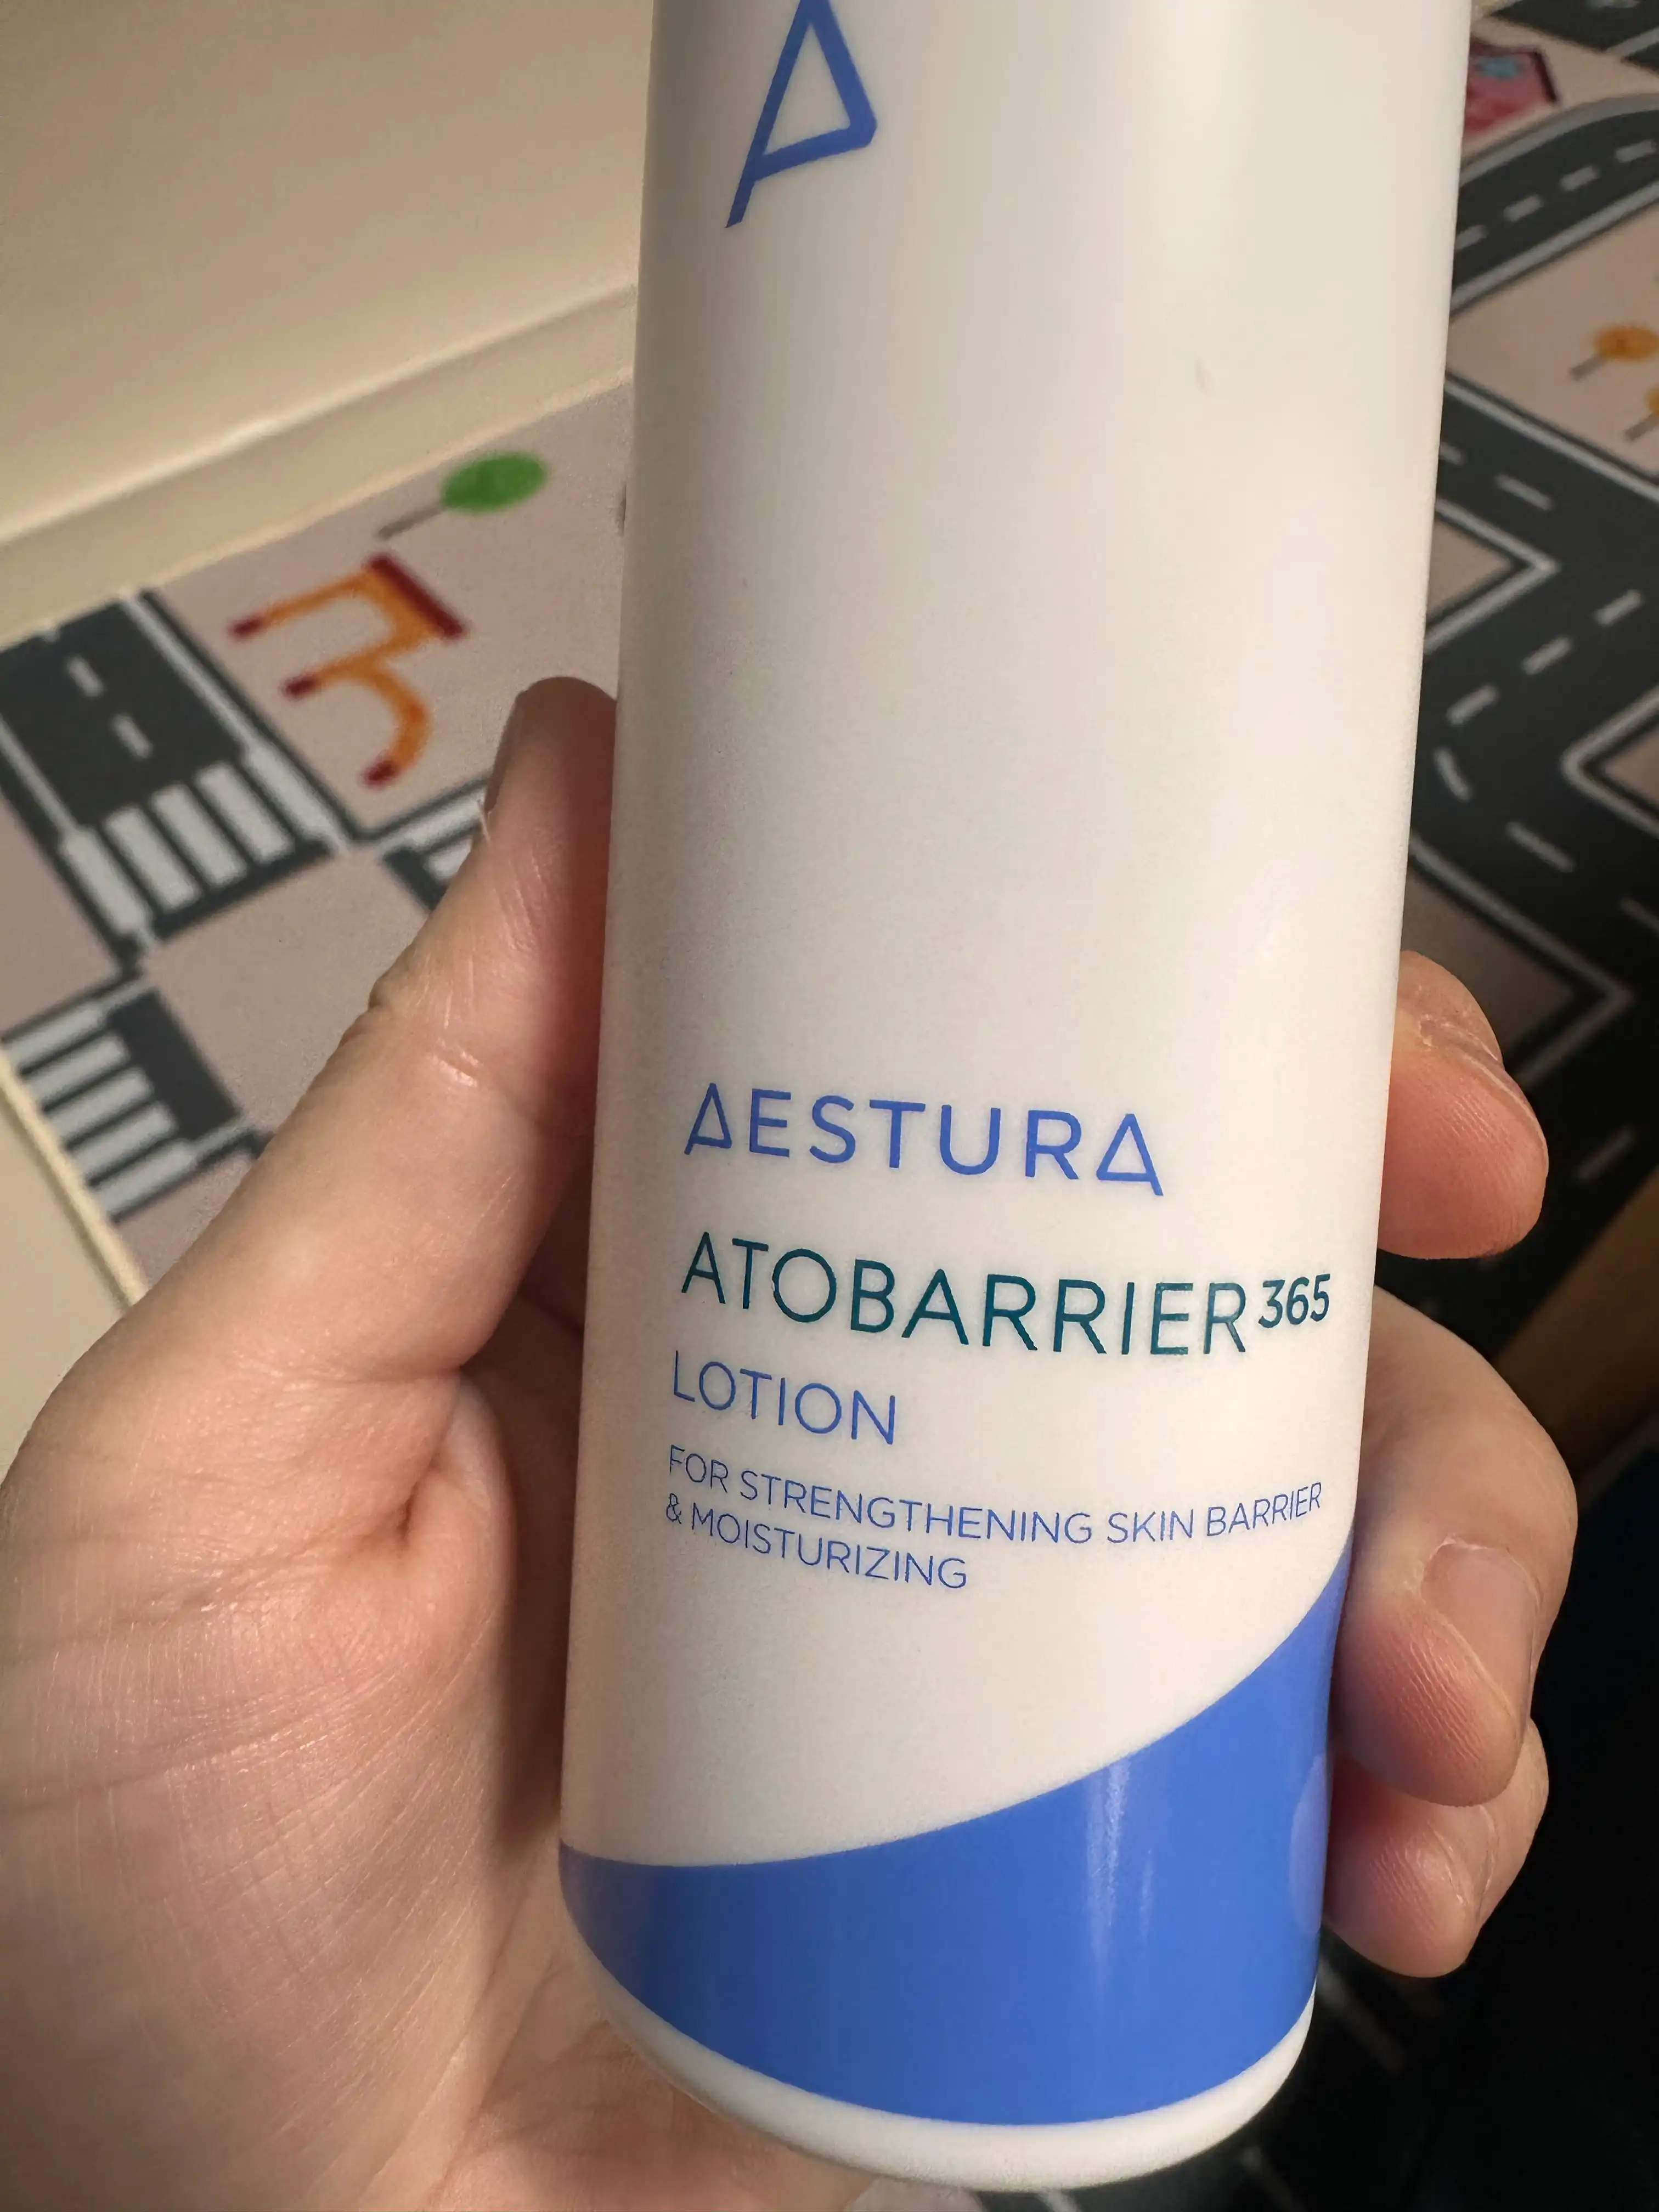 AESTURA
ATOBARRIER365
LOTION
FOR STRENGTHENING SKIN BARRIER
& MOISTURIZING